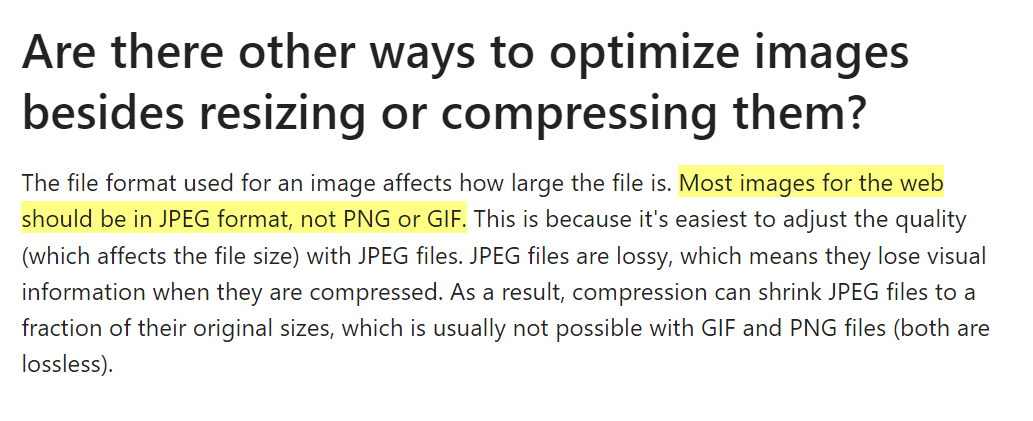 Are there other ways to optimize images
besides resizing or compressing them?
The file format used for an image affects how large the file is. Most images for the web
should be in JPEG format, not PNG or GIF. This is because it's easiest to adjust the quality
(which affects the file size) with JPEG files. JPEG files are lossy, which means they lose visual
information when they are compressed. As a result, compression can shrink JPEG files to a
fraction of their original sizes, which is usually not possible with GIF and PNG files (both are
lossless).